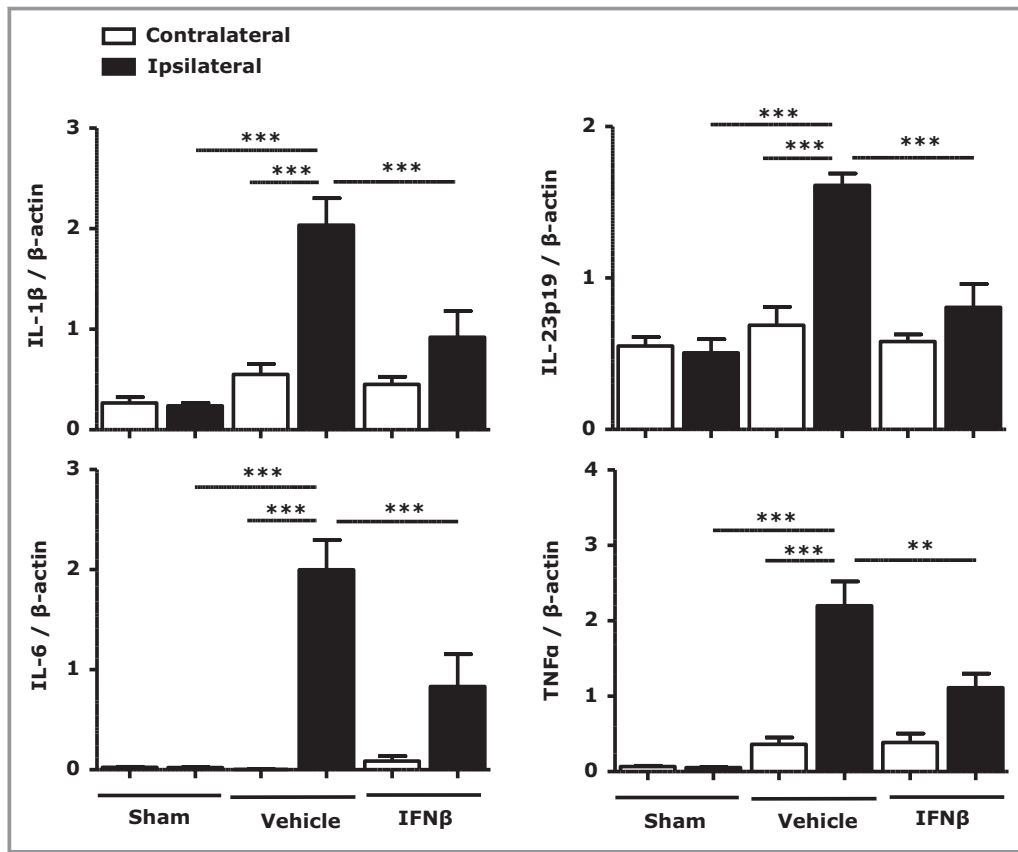 Contralateral
Ipsilateral
IL-1β / β-actin
3
2
1
0
***
***
***
IL-23p19 / β-actin
2
1
0
***
***
***
IL-6 / β-actin
3
2
1
0
***
***
***
Sham
Vehicle
IFNβ
TNFα / β-actin
4
3
2
1
0
***
***
**
Sham
Vehicle
IFNβ